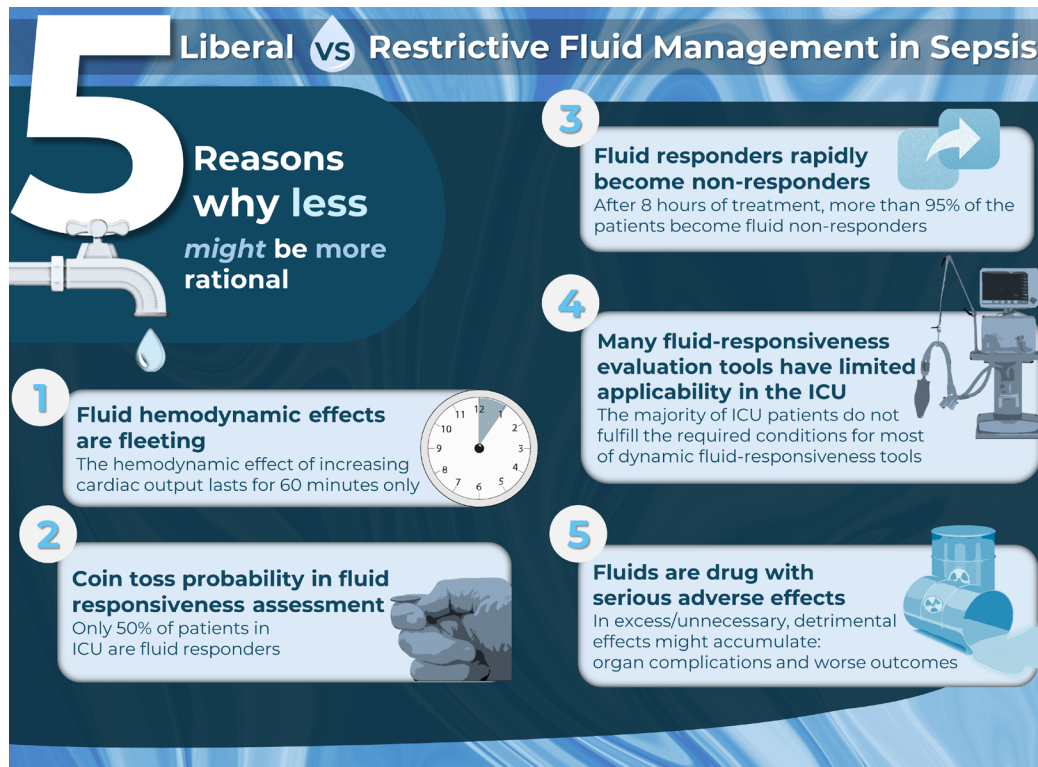 5
Liberal VS Restrictive Fluid Management in Sepsis
Reasons
why less
might be more
rational
1
Fluid hemodynamic effects
are fleeting
The hemodynamic effect of increasing
cardiac output lasts for 60 minutes only
12
1
2
3
4
5
6
7
8
9
10
11
2
Coin toss probability in fluid
responsiveness assessment
Only 50% of patients in
ICU are fluid responders
3
Fluid responders rapidly
become non-responders
After 8 hours of treatment, more than 95% of the
patients become fluid non-responders
4
Many fluid-responsiveness
evaluation tools have limited
applicability in the ICU
The majority of ICU patients do not
fulfill the required conditions for most
of dynamic fluid-responsiveness tools
5
Fluids are drug with
serious adverse effects
In excess/unnecessary, detrimental
effects might accumulate:
organ complications and worse outcomes